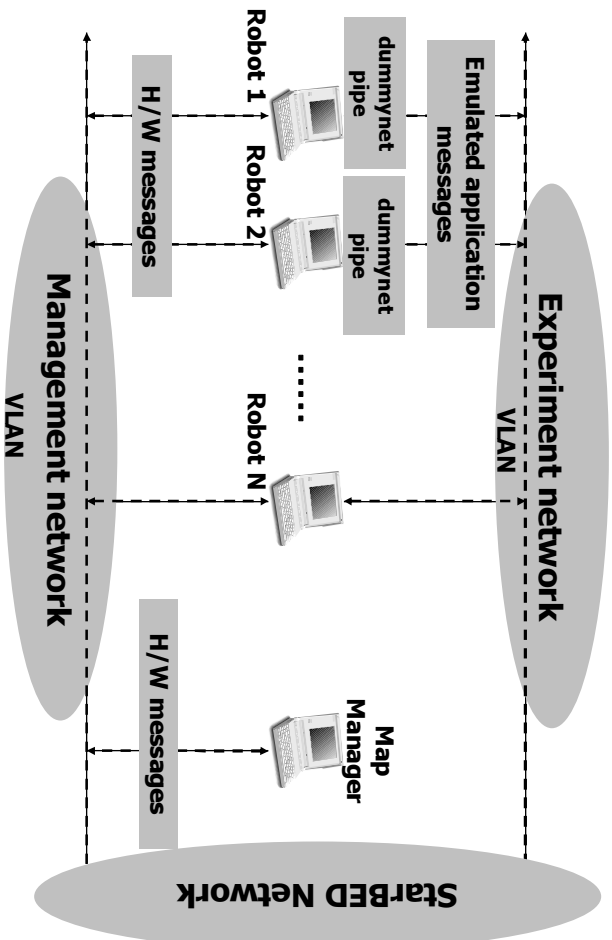 Experiment network
VLAN
Emulated application
messages
dummynet
pipe
dummynet
pipe
Map
Manager
......
Robot 1
Robot 2
Robot N
H/W messages
H/W messages
Management network
VLAN
StarBED Network